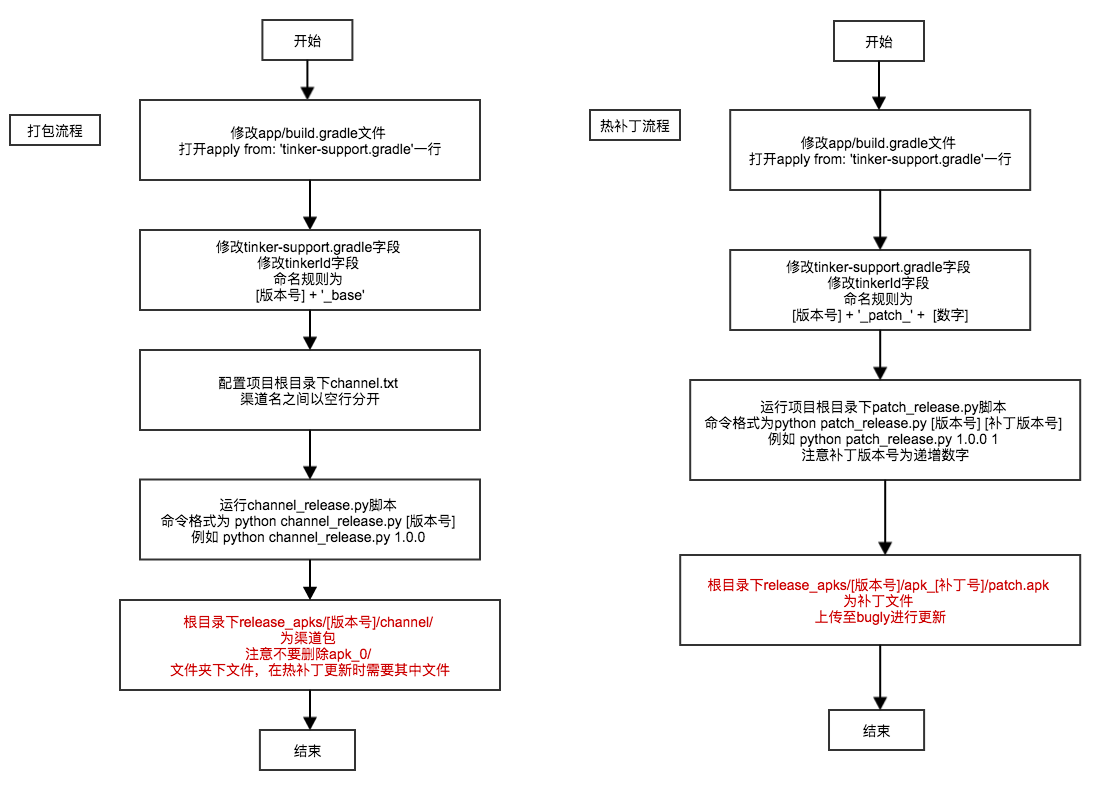 打包流程
开始
修改app/build.gradle文件
打开apply from: 'tinker-support.gradle'一行
修改tinker-support.gradle字段
修改tinkerId字段
命名规则为
[版本号] + '_base'
配置项目根目录下channel.txt
渠道名之间以空行分开
运行channel_release.py脚本
命令格式为 python channel_release.py [版本号]
例如 python channel_release.py 1.0.0
根目录下release_apks/[版本号]/channel/
为渠道包
注意不要删除apk_0/
文件夹下文件，在热补丁更新时需要其中文件
结束
热补丁流程
开始
修改app/build.gradle文件
打开apply from: 'tinker-support.gradle'一行
修改tinker-support.gradle字段
修改tinkerId字段
命名规则为
[版本号] + '_patch_' + [数字]
运行项目根目录下patch_release.py脚本
命令格式为python patch_release.py [版本号] [补丁版本号]
例如 python patch_release.py 1.0.0 1
注意补丁版本号为递增数字
根目录下release_apks/[版本号]/apk_[补丁号]/patch.apk
为补丁文件
上传至bugly进行更新
结束